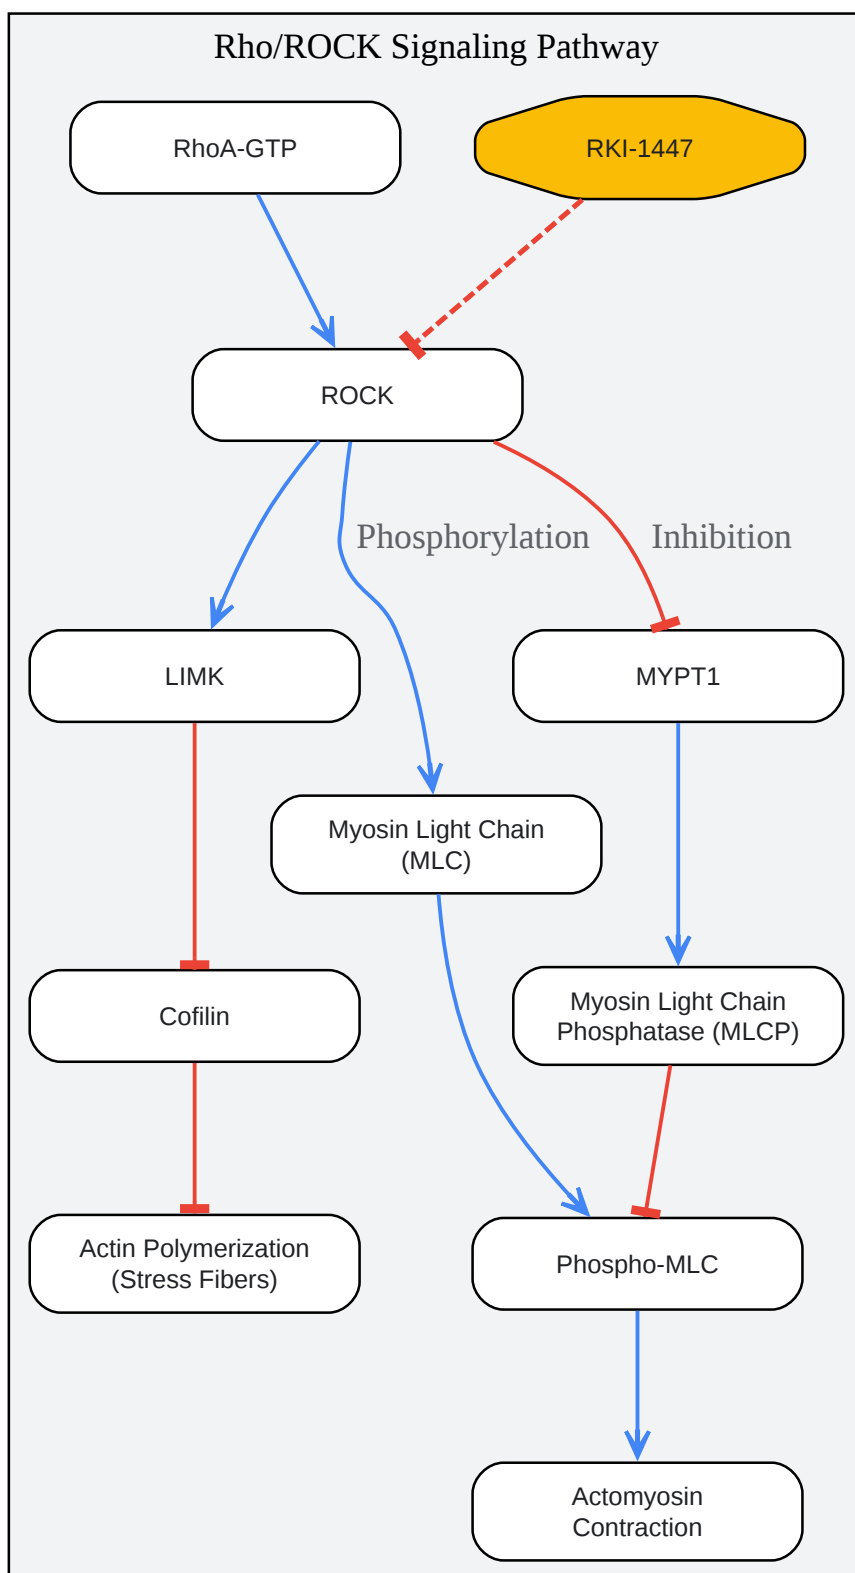 Rho/ROCK Signaling Pathway
RhoA-GTP
RKI-1447
ROCK
Phosphorylation
Inhibition
LIMK
MYPT1
Myosin Light Chain
(MLC)
Cofilin
Myosin Light Chain
Phosphatase (MLCP)
Actin Polymerization
(Stress Fibers)
Phospho-MLC
Actomyosin
Contraction